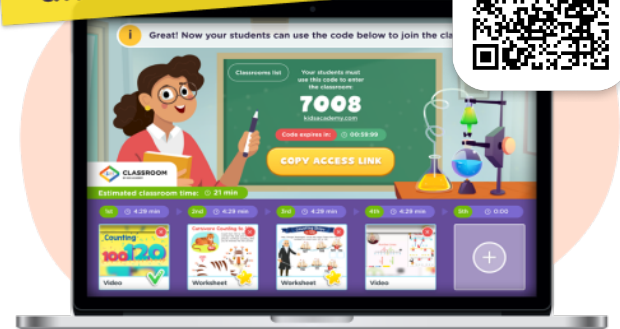 i Great! Now your students can use the code below to join the cla
Classrooms list
Your students must
use this code to enter
the classroom:
7008
kidsacademy.com
Code expires in: 00:59:99
COPY ACCESS LINK
CLASSROOM
Estimated classroom time: 21 min
1st 4.29 min 2nd 4.29 min 3rd 4.29 min 4th 4.29 min 5th 0:00
Counting
100 120
Video Worksheet Worksheet Video